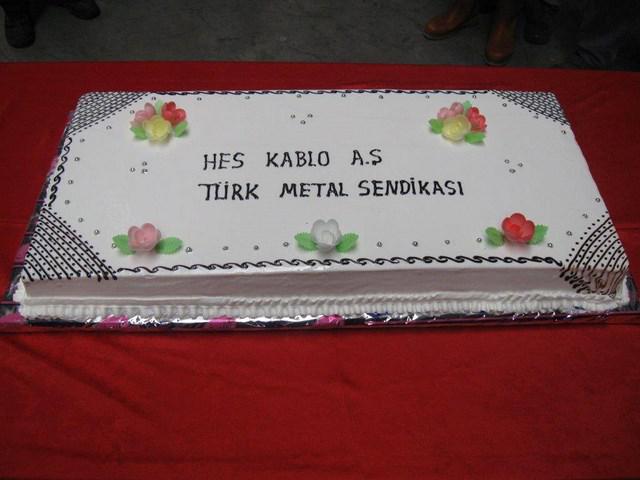 HES KABLO A.S
TÜRK METAL SENDİKASI